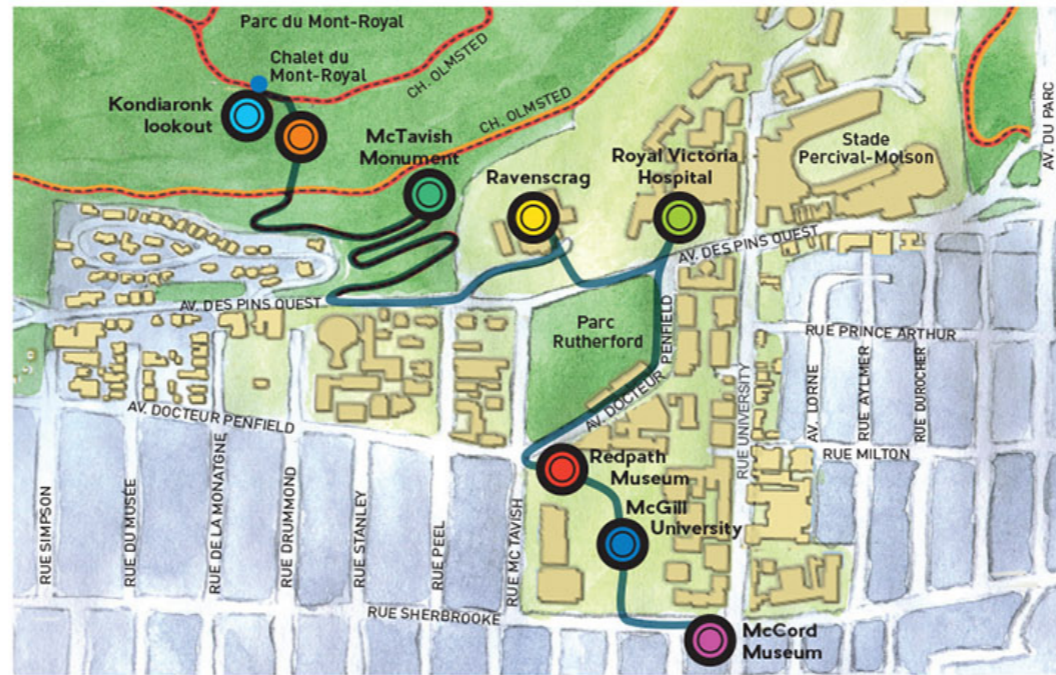 Parc du Mont-Royal
Chalet du
Mont-Royal
CH. OLMSTED
Kondiaronk
lookout
CH. OLMSTED
McTavish
Monument
Ravenscrag
Royal Victoria
Hospital
Stade
Percival-Molson
AV. DU PARC
AV. DES PINS OUEST
AV. DES PINS OUEST
Parc
Rutherford
PENFIELD
AV. DOCTEUR
RUE PRINCE ARTHUR
AV. LORNE
RUE AYLMER
RUE DUROCHER
RUE UNIVERSITY
RUE MILTON
AV. DOCTEUR PENFIELD
Redpath
Museum
McGill
University
RUE SIMPSON
RUE DU MUSÉE
RUE DE LA MONATGNE
RUE DRUMMOND
RUE STANLEY
RUE PEEL
RUE MC TAVISH
RUE SHERBROOKE
McCord
Museum